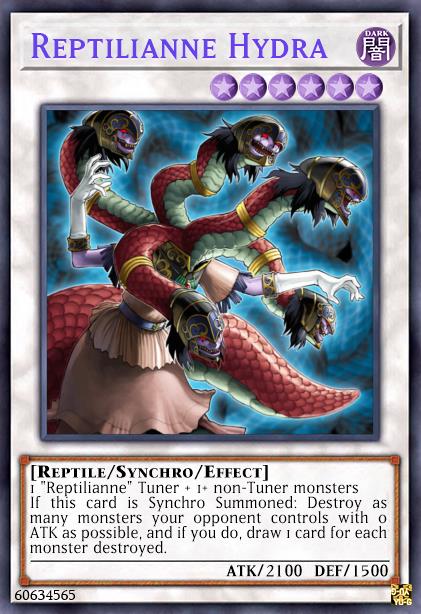 REPTILIANNE HYDRA
DARK
闇
[REPTILE/SYNCHRO/EFFECT]
1 "Reptilianne" Tuner + 1+ non-Tuner monsters
If this card is Synchro Summoned: Destroy as
many monsters your opponent controls with 0
ATK as possible, and if you do, draw 1 card for each
monster destroyed.
ATK/2100 DEF/1500
60634565